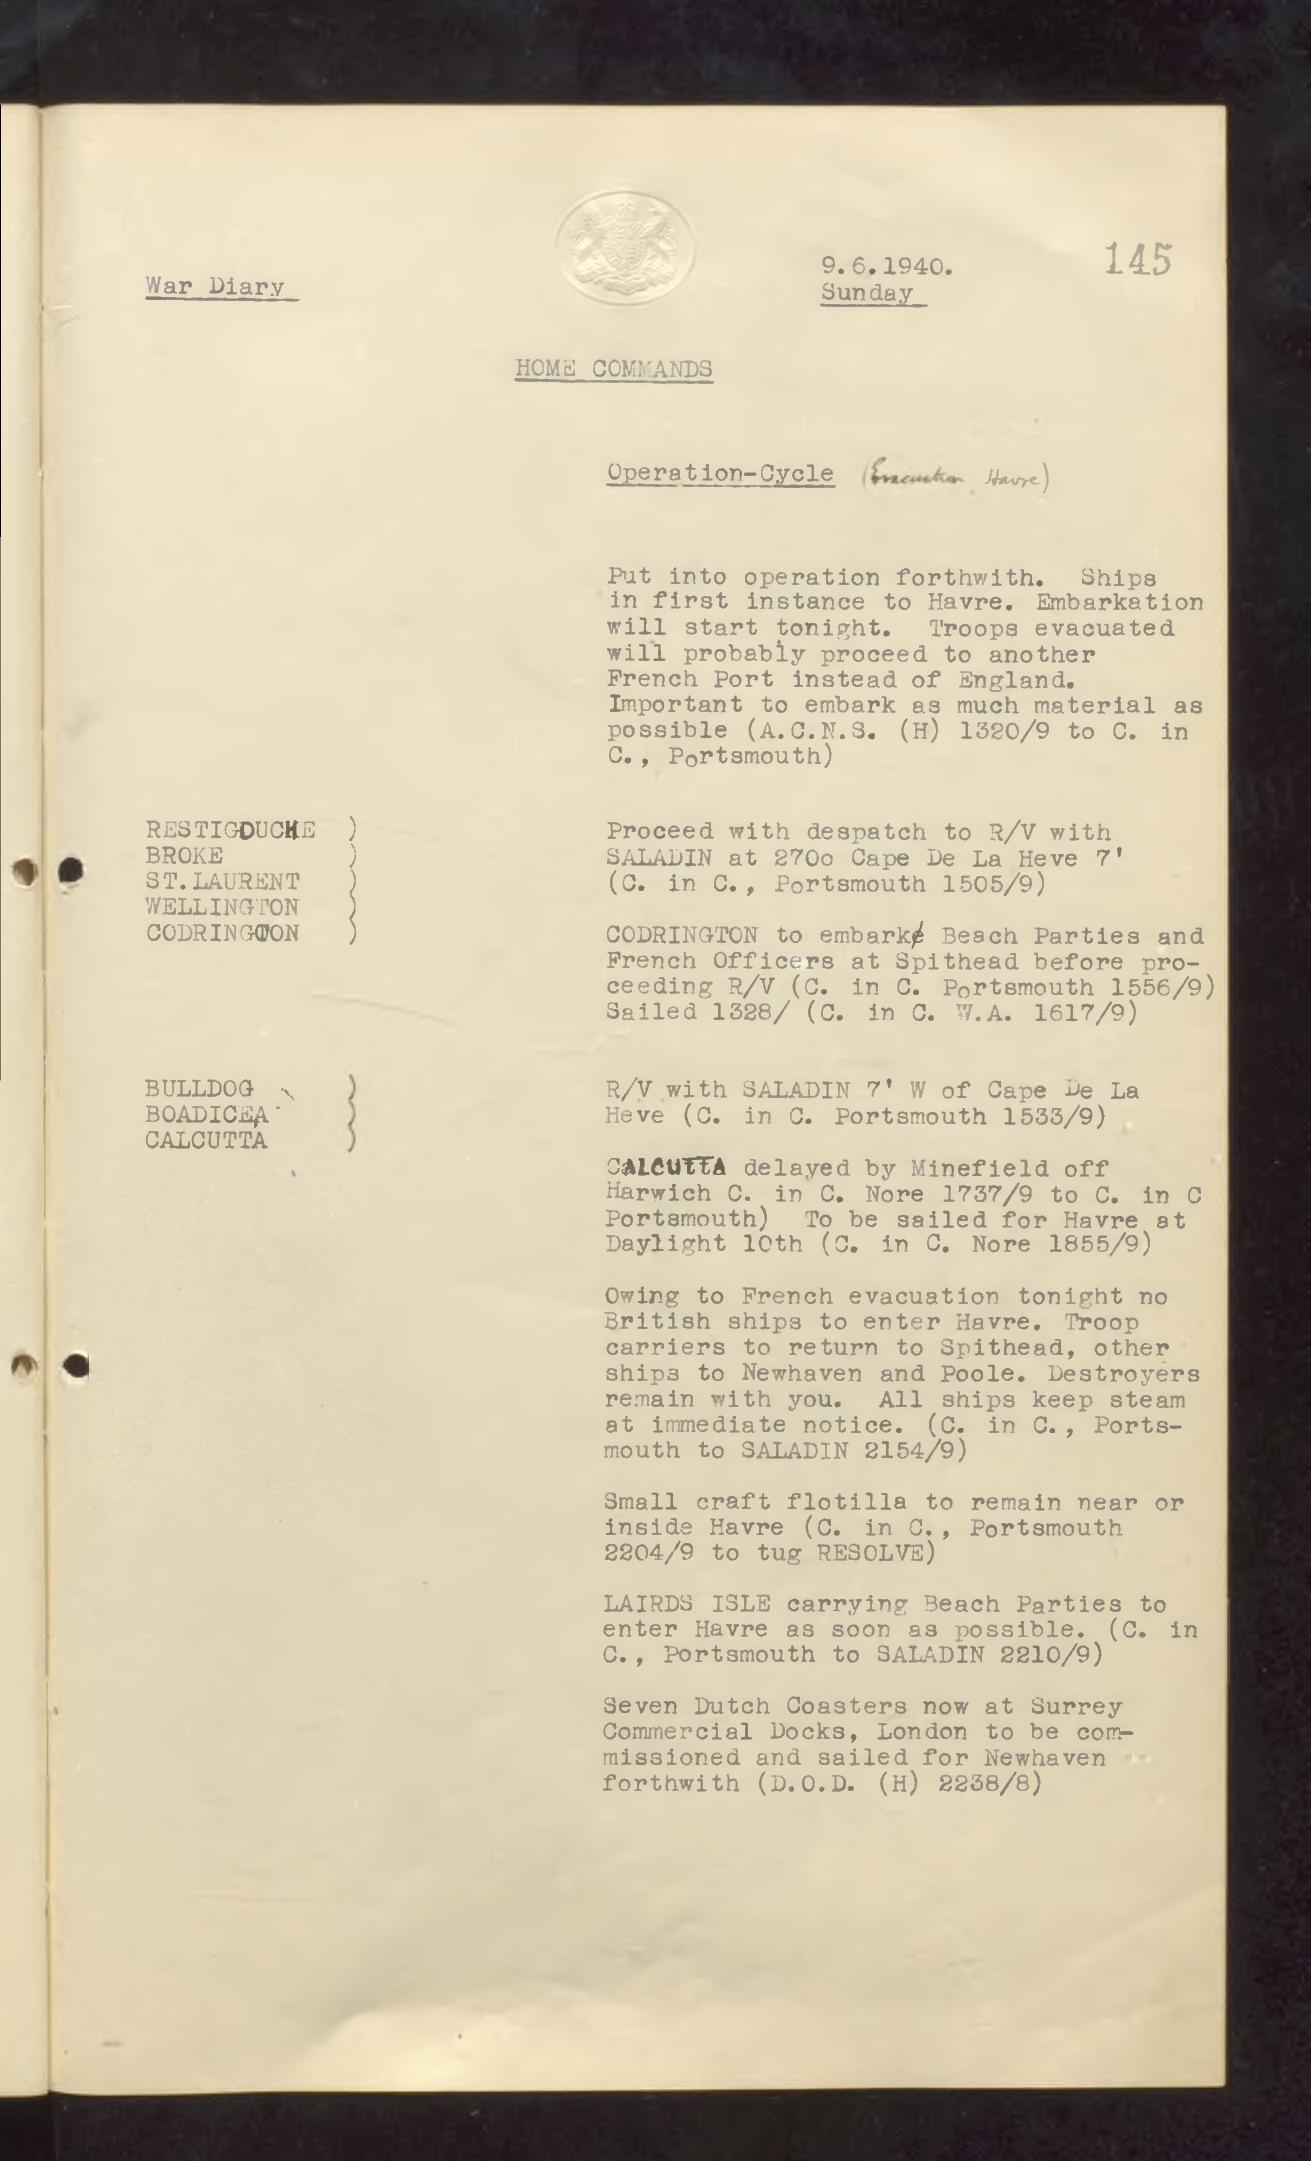 War Diary
9.6.1940.
Sunday
145
HOME COMMANDS
Operation-Cycle (Evacuation Havre)
Put into operation forthwith. Ships
in first instance to Havre. Embarkation
will start tonight. Troops evacuated
will probably proceed to another
French Port instead of England.
Important to embark as much material as
possible (A.C.N.S. (H) 1320/9 to C. in
C., Portsmouth)
RESTIGOUCHE )
BROKE )
ST.LAURENT )
WELLINGTON )
CODRINGTON )
Proceed with despatch to R/V with
SALADIN at 270o Cape De La Heve 7'
(C. in C., Portsmouth 1505/9)
CODRINGTON to embark Beach Parties and
French Officers at Spithead before pro-
ceeding R/V (C. in C. Portsmouth 1556/9)
Sailed 1328/ (C. in C. W.A. 1617/9)
BULLDOG )
BOADICEA )
CALCUTTA )
R/V with SALADIN 7' W of Cape De La
Heve (C. in C. Portsmouth 1533/9)
CALCUTTA delayed by Minefield off
Harwich C. in C. Nore 1737/9 to C. in C
Portsmouth) To be sailed for Havre at
Daylight 10th (C. in C. Nore 1855/9)
Owing to French evacuation tonight no
British ships to enter Havre. Troop
carriers to return to Spithead, other
ships to Newhaven and Poole. Destroyers
remain with you. All ships keep steam
at immediate notice. (C. in C., Ports-
mouth to SALADIN 2154/9)
Small craft flotilla to remain near or
inside Havre (C. in C., Portsmouth
2204/9 to tug RESOLVE)
LAIRDS ISLE carrying Beach Parties to
enter Havre as soon as possible. (C. in
C., Portsmouth to SALADIN 2210/9)
Seven Dutch Coasters now at Surrey
Commercial Docks, London to be com-
missioned and sailed for Newhaven
forthwith (D.O.D. (H) 2238/8)